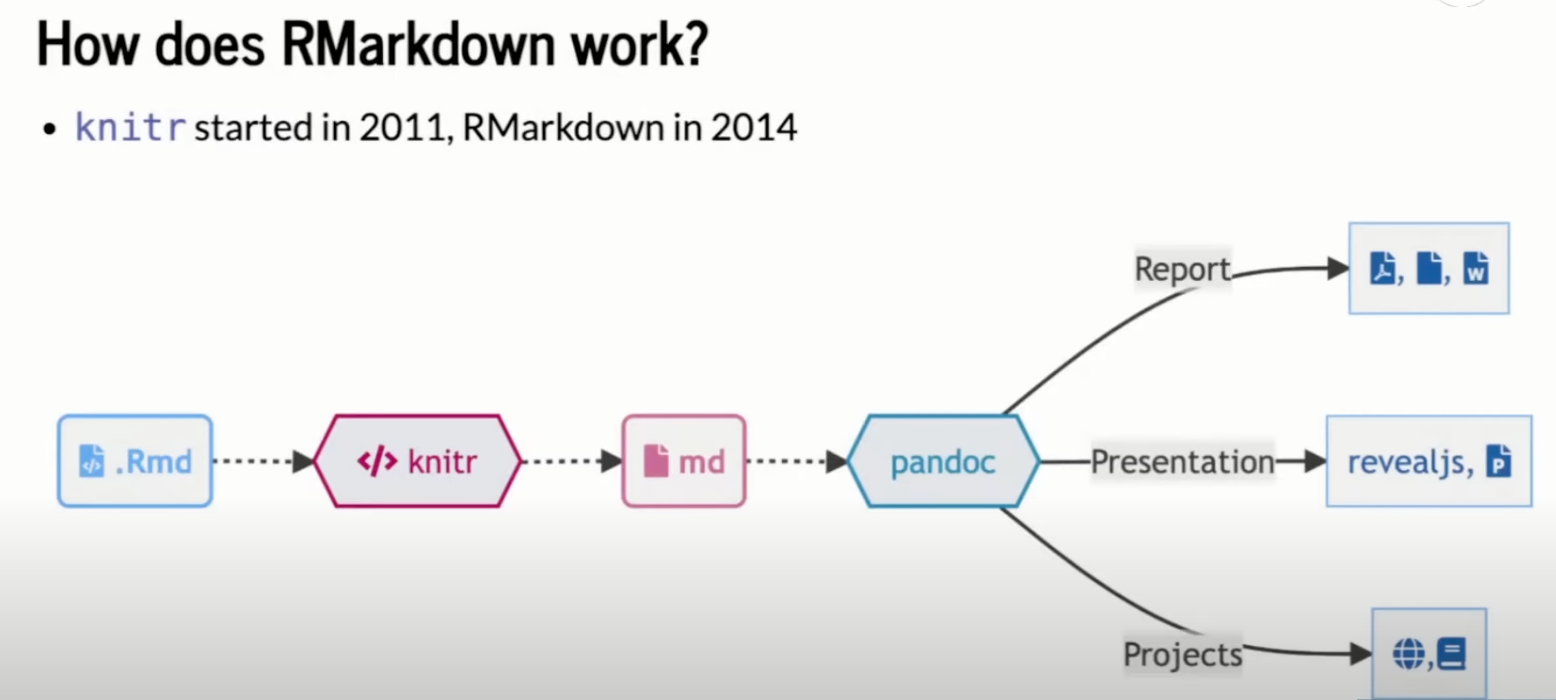 How does RMarkdown work?
• knitr started in 2011, RMarkdown in 2014
Report
, , W
.Rmd
</> knitr
md
pandoc
Presentation
revealjs, P
Projects
,